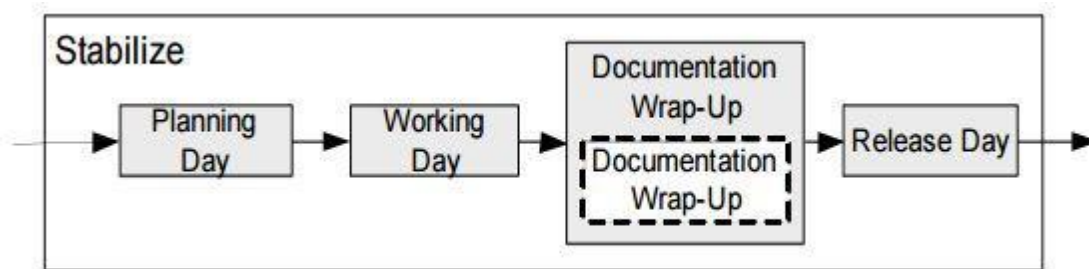 Stabilize
Planning
Day
Working
Day
Documentation
Wrap-Up
Documentation
Wrap-Up
Release Day